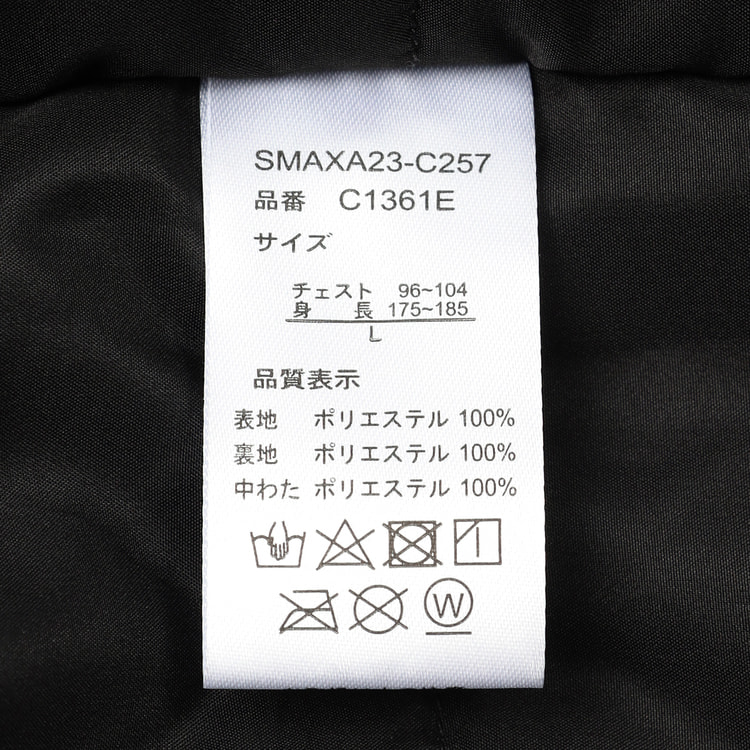 SMAXA23-C257
品番 C1361E
サイズ
チェスト 96~104
身長 175~185
L
品質表示
表地 ポリエステル 100%
裏地 ポリエステル 100%
中わた ポリエステル 100%
W